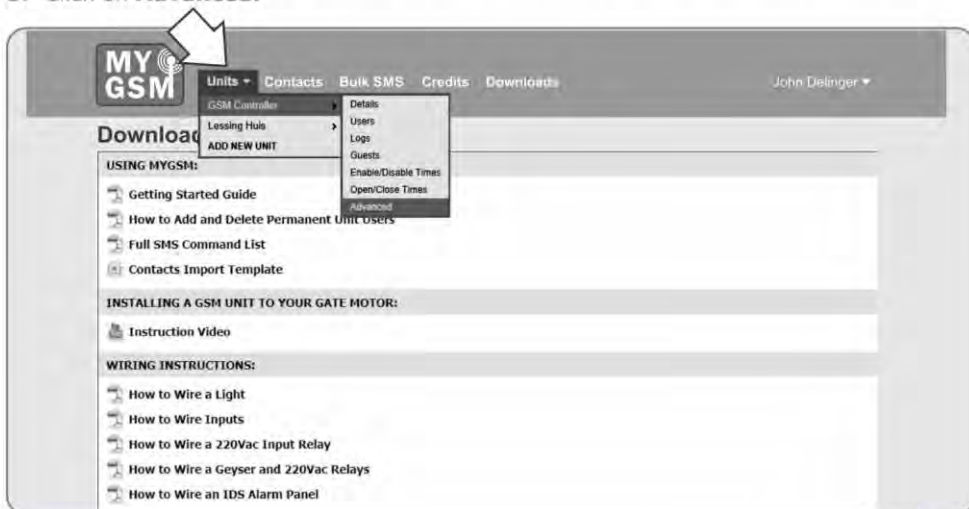 MY
GSM
Units Contacts Bulk SMS Credits Downloads John Delinger
GSM Controller
Lessing Huis
ADD NEW UNIT
Details
Users
Logs
Guests
Enable/Disable Times
Open/Close Times
Advanced
USING MYGSM:
Getting Started Guide
How to Add and Delete Permanent Unit Users
Full SMS Command List
Contacts Import Template
INSTALLING A GSM UNIT TO YOUR GATE MOTOR:
Instruction Video
WIRING INSTRUCTIONS:
How to Wire a Light
How to Wire Inputs
How to Wire a 220Vac Input Relay
How to Wire a Geyser and 220Vac Relays
How to Wire an IDS Alarm Panel